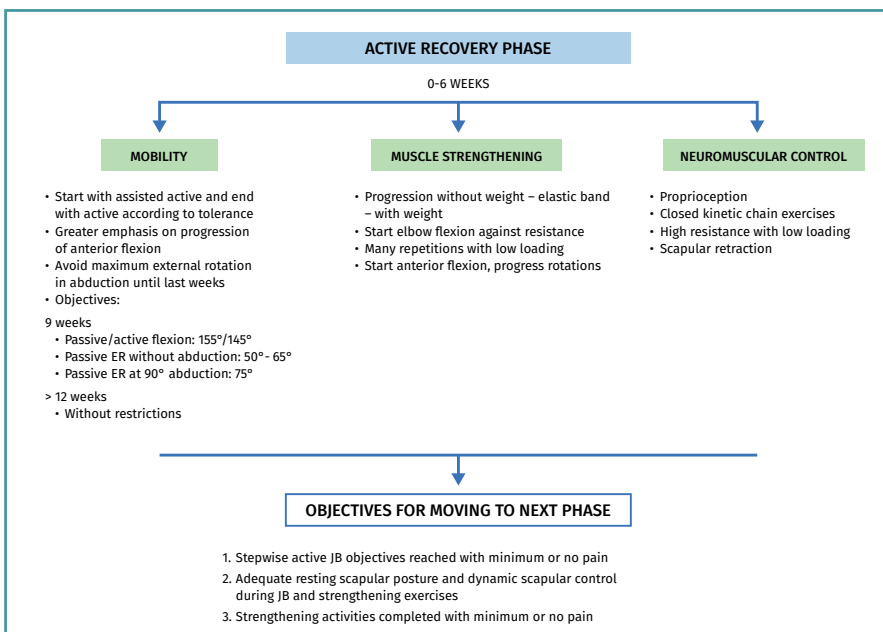 ACTIVE RECOVERY PHASE
0-6 WEEKS
MOBILITY
• Start with assisted active and end
with active according to tolerance
• Greater emphasis on progression
of anterior flexion
• Avoid maximum external rotation
in abduction until last weeks
• Objectives:
9 weeks
• Passive/active flexion: 155°/145°
• Passive ER without abduction: 50°- 65°
• Passive ER at 90° abduction: 75°
> 12 weeks
• Without restrictions
MUSCLE STRENGTHENING
• Progression without weight – elastic band
– with weight
• Start elbow flexion against resistance
• Many repetitions with low loading
• Start anterior flexion, progress rotations
NEUROMUSCULAR CONTROL
• Proprioception
• Closed kinetic chain exercises
• High resistance with low loading
• Scapular retraction
OBJECTIVES FOR MOVING TO NEXT PHASE
1. Stepwise active JB objectives reached with minimum or no pain
2. Adequate resting scapular posture and dynamic scapular control
during JB and strengthening exercises
3. Strengthening activities completed with minimum or no pain